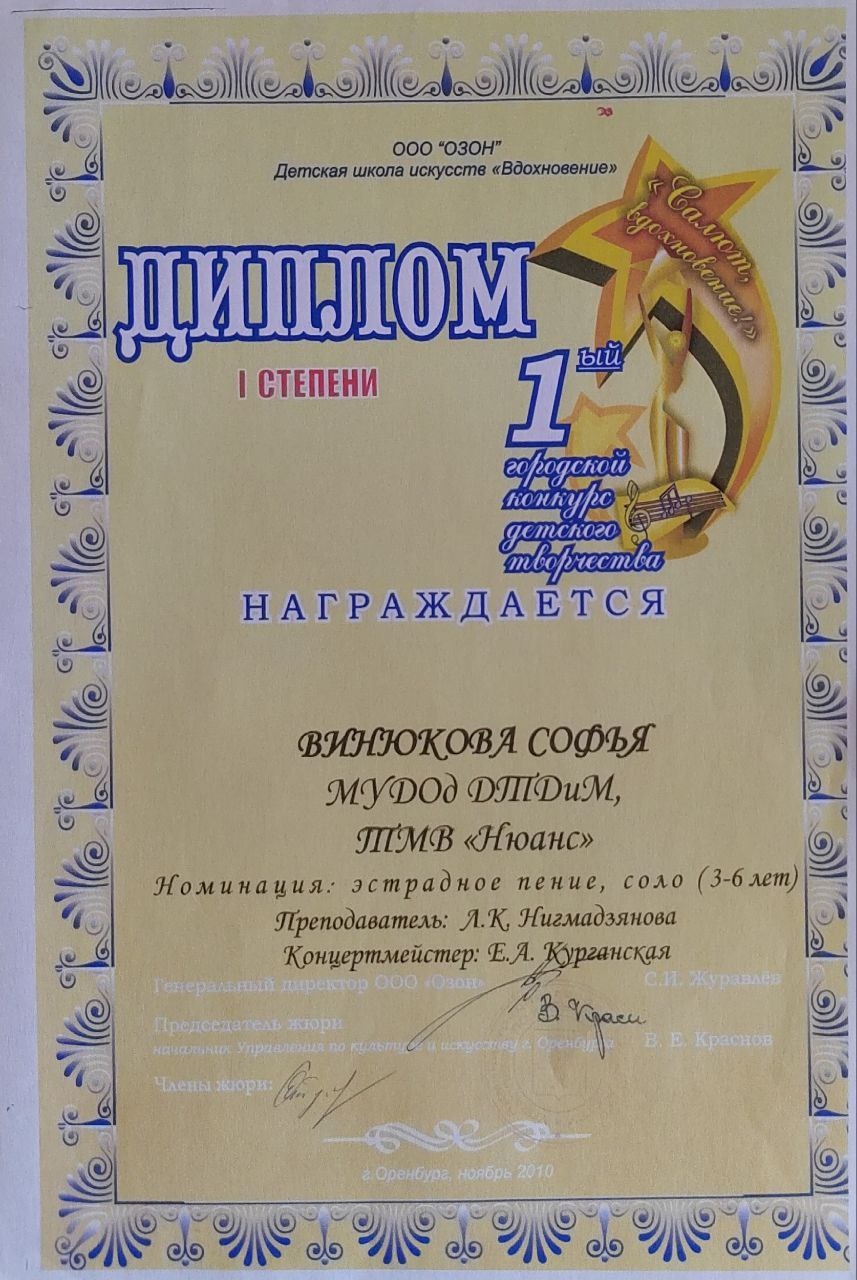 ООО "ОЗОН"
Детская школа искусств «Вдохновение»
«Салют,
вдохновение!»
ДИПЛОМ
I СТЕПЕНИ
1ый
городской
конкурс
детского
творчества
НАГРАЖДАЕТСЯ
ВИНЮКОВА СОФЬЯ
МУДОд ДТДиМ,
ТМВ «Нюанс»
Номинация: эстрадное пение, соло (3-6 лет)
Преподаватель: Л.К. Нигмадзянова
Концертмейстер: Е.А. Курганская
Генеральный директор ООО «Озон» С.И. Журавлёв
Председатель жюри
начальник Управления по культуре и искусству г. Оренбурга В. Е. Краснов
Члены жюри:
г.Оренбург, ноябрь 2010